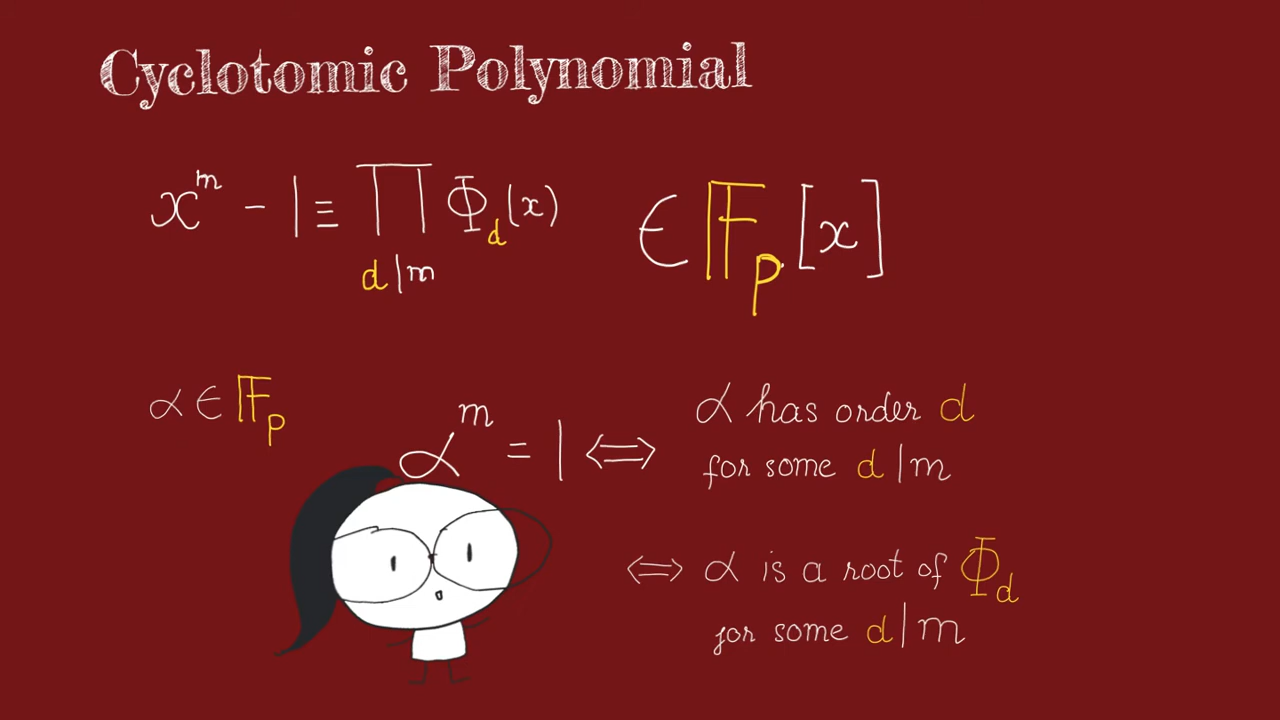 Cyclotomic Polynomial
x^m - 1 ≡ ∏_{d|m} Φ_d(x) ∈ 𝔽_p[x]
α ∈ 𝔽_p
α^m = 1 ⟺ α has order d
for some d|m
⟺ α is a root of Φ_d
for some d|m